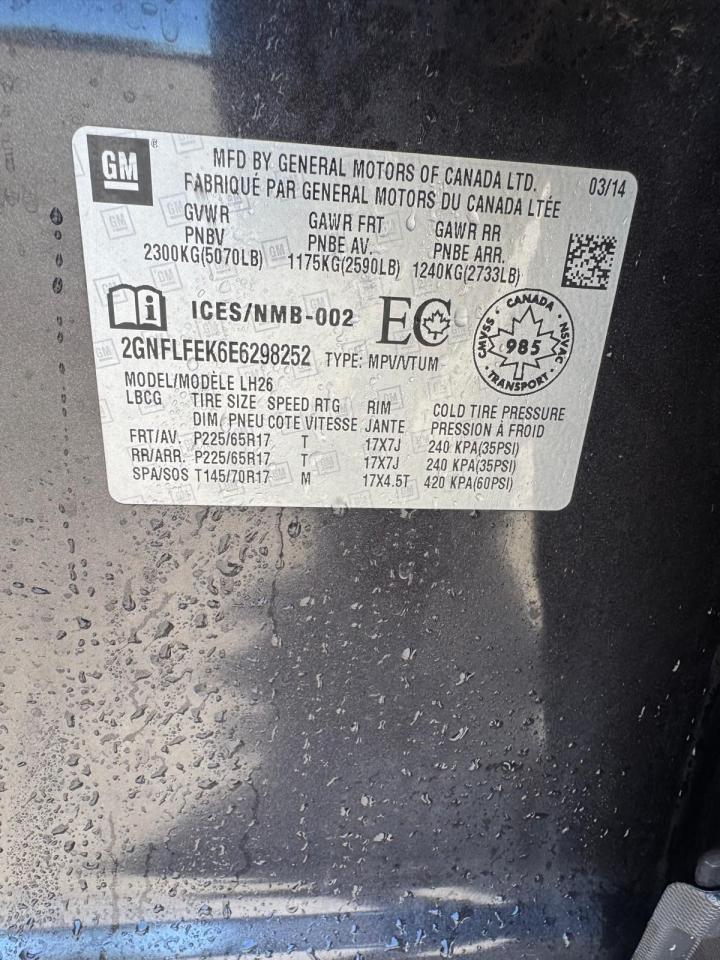 GM
MFD BY GENERAL MOTORS OF CANADA LTD. 03/14
FABRIQUÉ PAR GENERAL MOTORS DU CANADA LTÉE
GVWR GAWR FRT GAWR RR
PNBV PNBE AV. PNBE ARR.
2300KG(5070LB) 1175KG(2590LB) 1240KG(2733LB)
ICES/NMB-002 EC
CANADA
CMVSS 985 NSVAC
TRANSPORT
2GNFLFEK6E6298252 TYPE: MPV/VTUM
MODEL/MODÈLE LH26
LBCG TIRE SIZE SPEED RTG RIM COLD TIRE PRESSURE
DIM PNEU COTE VITESSE JANTE PRESSION À FROID
FRT/AV. P225/65R17 T 17X7J 240 KPA(35PSI)
RR/ARR. P225/65R17 T 17X7J 240 KPA(35PSI)
SPA/SOS T145/70R17 M 17X4.5T 420 KPA(60PSI)